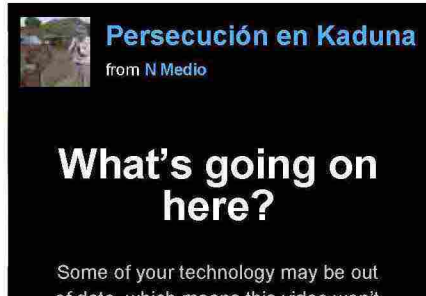 Persecución en Kaduna
from N Medio
What's going on
here?
Some of your technology may be out
of date, which means this video won't